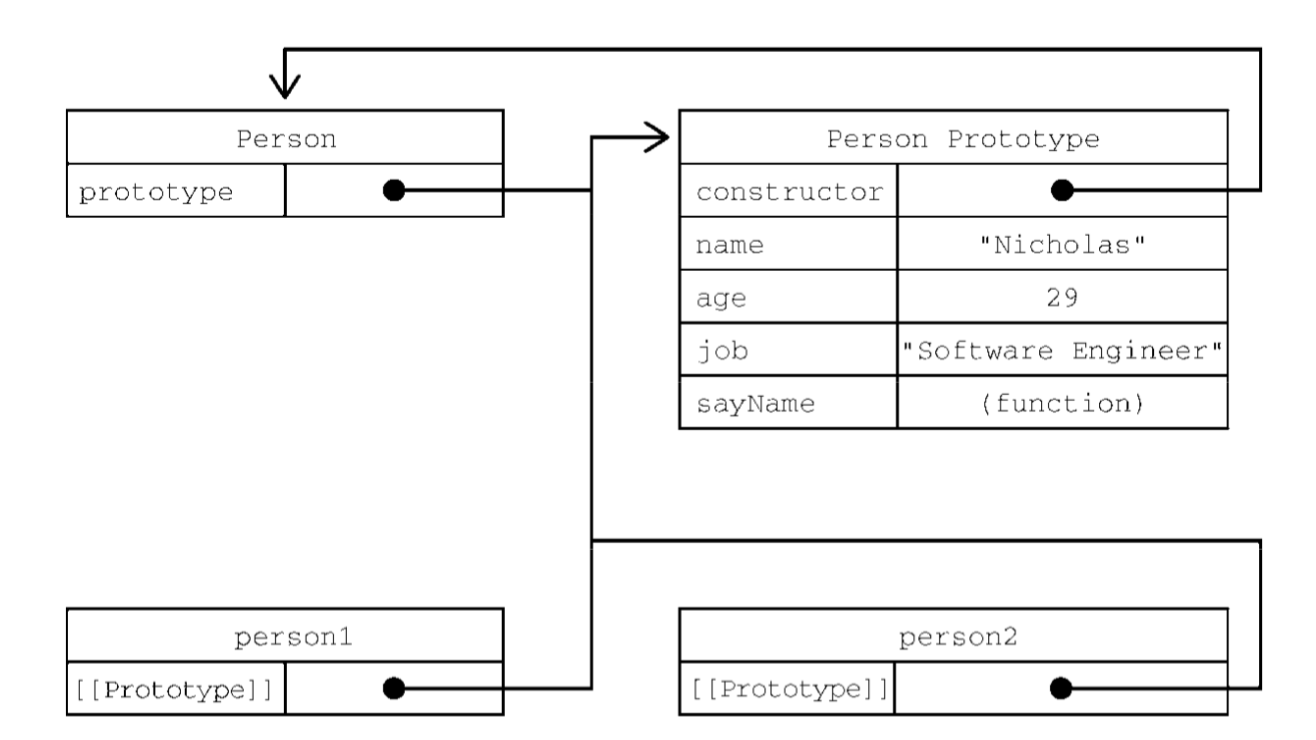 Person
prototype
Person Prototype
constructor
name "Nicholas"
age 29
job "Software Engineer"
sayName (function)
person1
[[Prototype]]
person2
[[Prototype]]